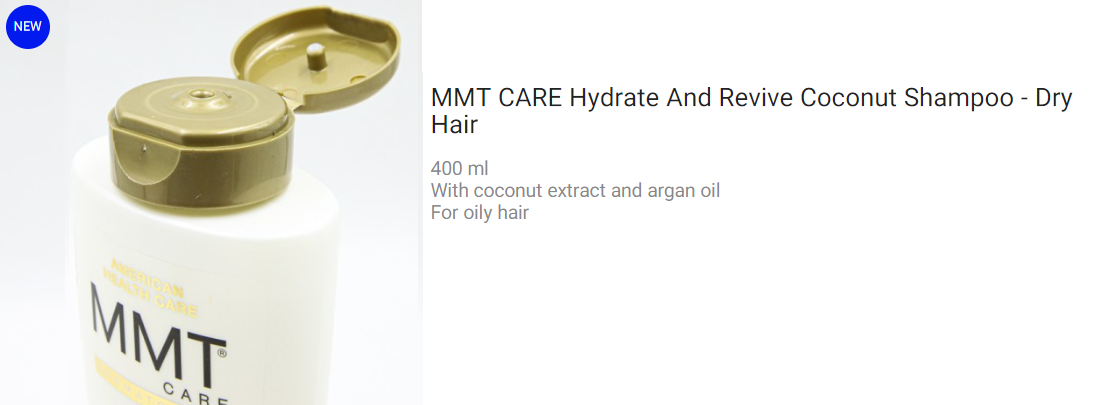 NEW
MMT CARE Hydrate And Revive Coconut Shampoo - Dry
Hair
400 ml
With coconut extract and argan oil
For oily hair
AMERICAN
HEALTH CARE
MMT®
CARE